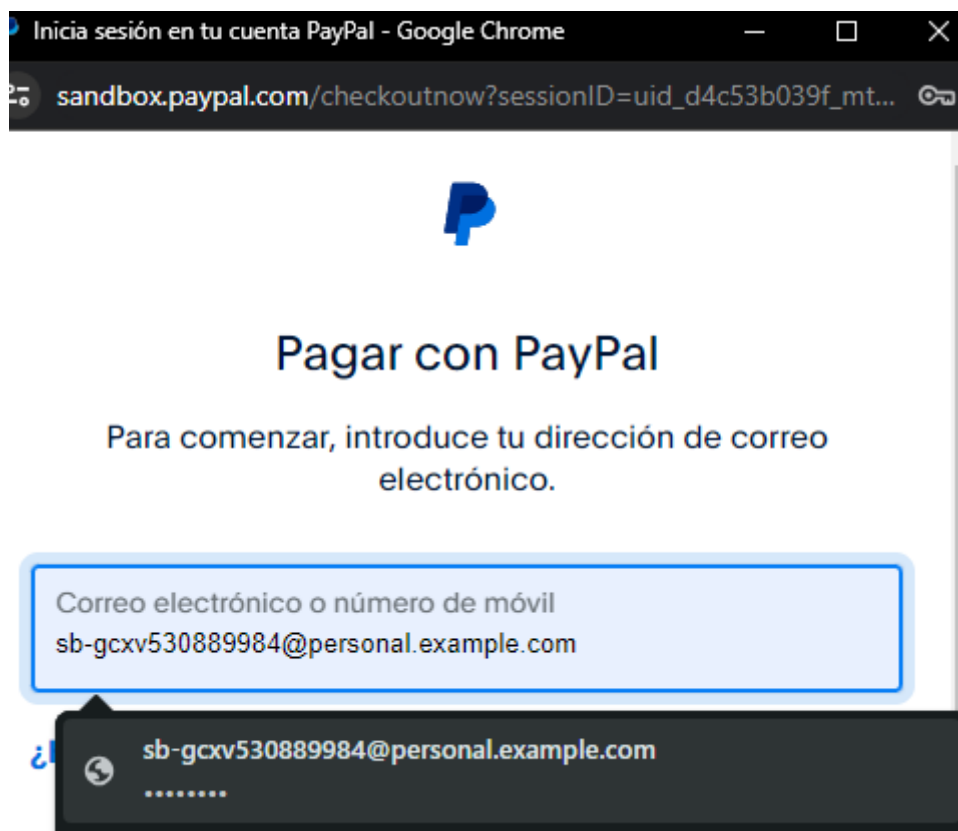 Inicia sesión en tu cuenta PayPal - Google Chrome
sandbox.paypal.com/checkoutnow?sessionID=uid_d4c53b039f_mt...
Pagar con PayPal
Para comenzar, introduce tu dirección de correo
electrónico.
Correo electrónico o número de móvil
sb-gcxv530889984@personal.example.com
sb-gcxv530889984@personal.example.com
••••••••